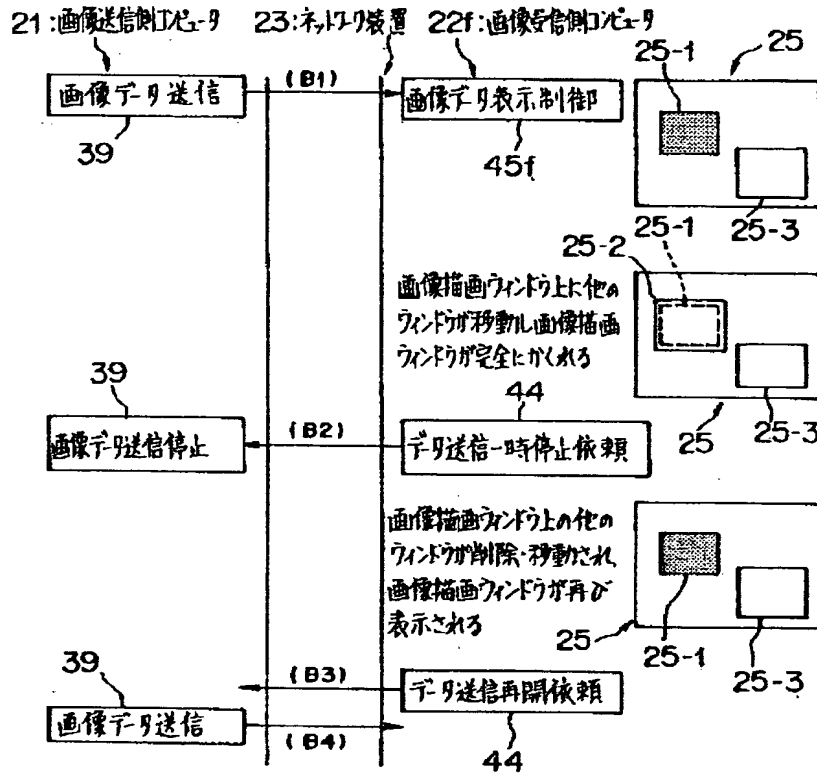 21:画像送信側コンピュータ 23:ネットワーク装置 22f:画像受信側コンピュータ
25
25-1
画像データ送信
(B1)
画像データ表示制御
39
45f
25-3
25-1
25-2
画像描画ウィンドウ上に他の
ウィンドウが移動し画像描画
ウィンドウが完全にかくれる
39
44
25
25-3
画像データ送信停止
(B2)
データ送信一時停止依頼
画像描画ウィンドウ上の他の
ウィンドウが削除・移動され、
画像描画ウィンドウが再び
表示される
25
25-1
25-3
39
(B3)
データ送信再開依頼
画像データ送信
(B4)
44